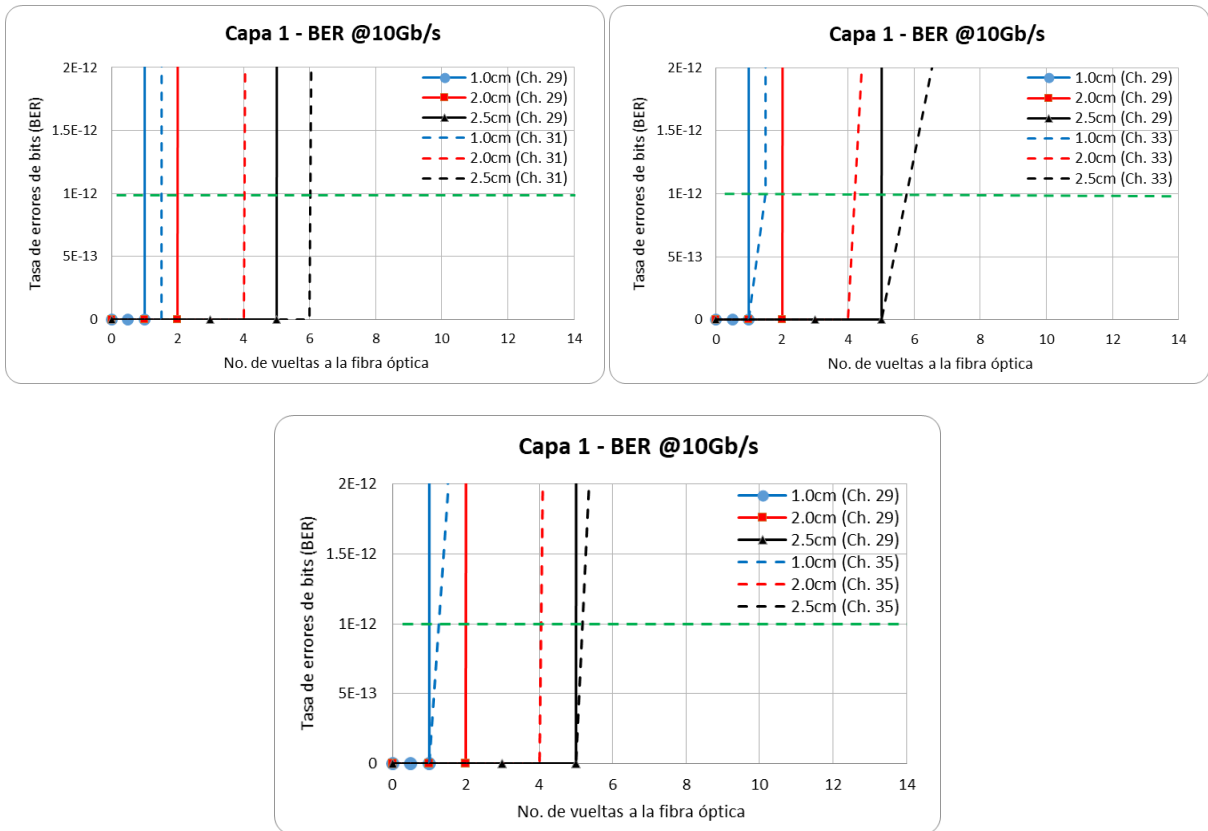 Capa 1 - BER @10Gb/s
Tasa de errores de bits (BER)
2E-12
1.5E-12
1E-12
5E-13
0
0 2 4 6 8 10 12 14
No. de vueltas a la fibra óptica
1.0cm (Ch. 29)
2.0cm (Ch. 29)
2.5cm (Ch. 29)
1.0cm (Ch. 31)
2.0cm (Ch. 31)
2.5cm (Ch. 31)
Capa 1 - BER @10Gb/s
Tasa de errores de bits (BER)
2E-12
1.5E-12
1E-12
5E-13
0
0 2 4 6 8 10 12 14
No. de vueltas a la fibra óptica
1.0cm (Ch. 29)
2.0cm (Ch. 29)
2.5cm (Ch. 29)
1.0cm (Ch. 33)
2.0cm (Ch. 33)
2.5cm (Ch. 33)
Capa 1 - BER @10Gb/s
Tasa de errores de bits (BER)
2E-12
1.5E-12
1E-12
5E-13
0
0 2 4 6 8 10 12 14
No. de vueltas a la fibra óptica
1.0cm (Ch. 29)
2.0cm (Ch. 29)
2.5cm (Ch. 29)
1.0cm (Ch. 35)
2.0cm (Ch. 35)
2.5cm (Ch. 35)